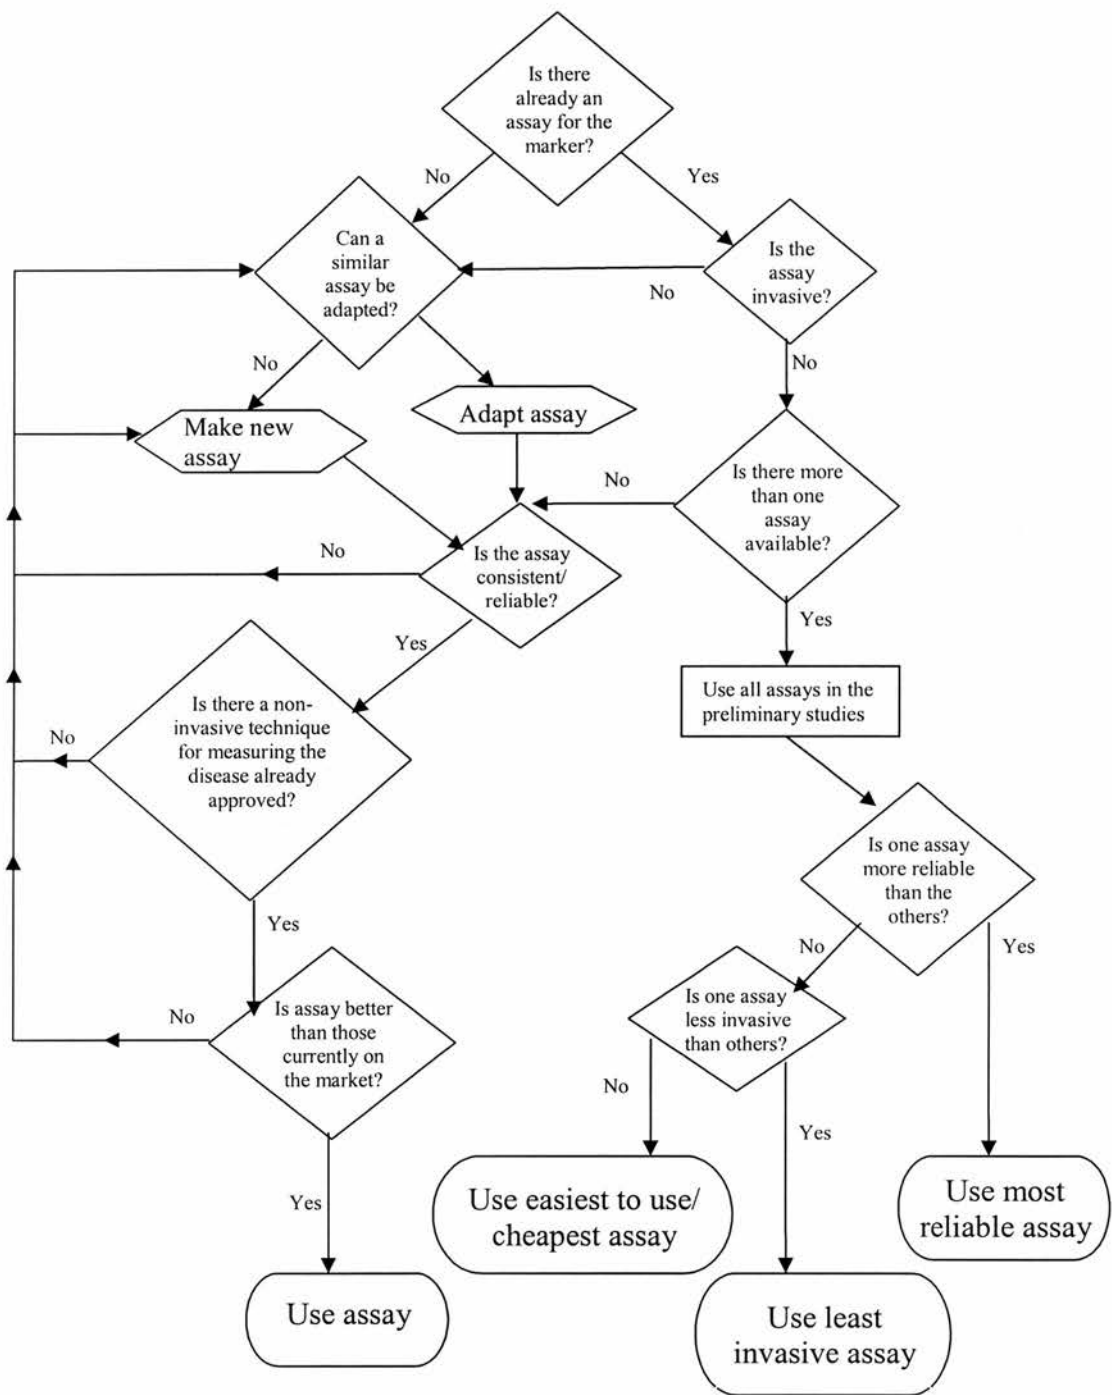 Is there
already an
assay for the
marker?
No
Yes
Can a
similar
assay be
adapted?
Is the
assay
invasive?
No
No
No
Make new
assay
Adapt assay
Is there more
than one
assay
available?
No
Is the assay
consistent/
reliable?
No
Yes
Yes
Use all assays in the
preliminary studies
Is there a non-
invasive technique
for measuring the
disease already
approved?
No
Is one assay
more reliable
than the
others?
Yes
No
Yes
Is assay better
than those
currently on
the market?
No
Is one assay
less invasive
than others?
No
Yes
Yes
Use easiest to use/
cheapest assay
Use most
reliable assay
Use assay
Use least
invasive assay